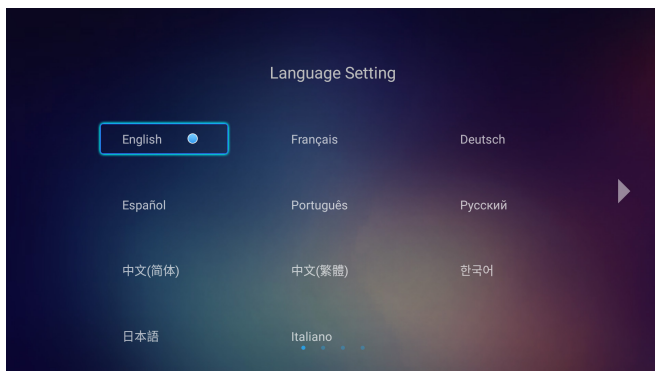 Language Setting
English
Français
Deutsch
Español
Português
Русский
中文(简体)
中文(繁體)
한국어
日本語
Italiano